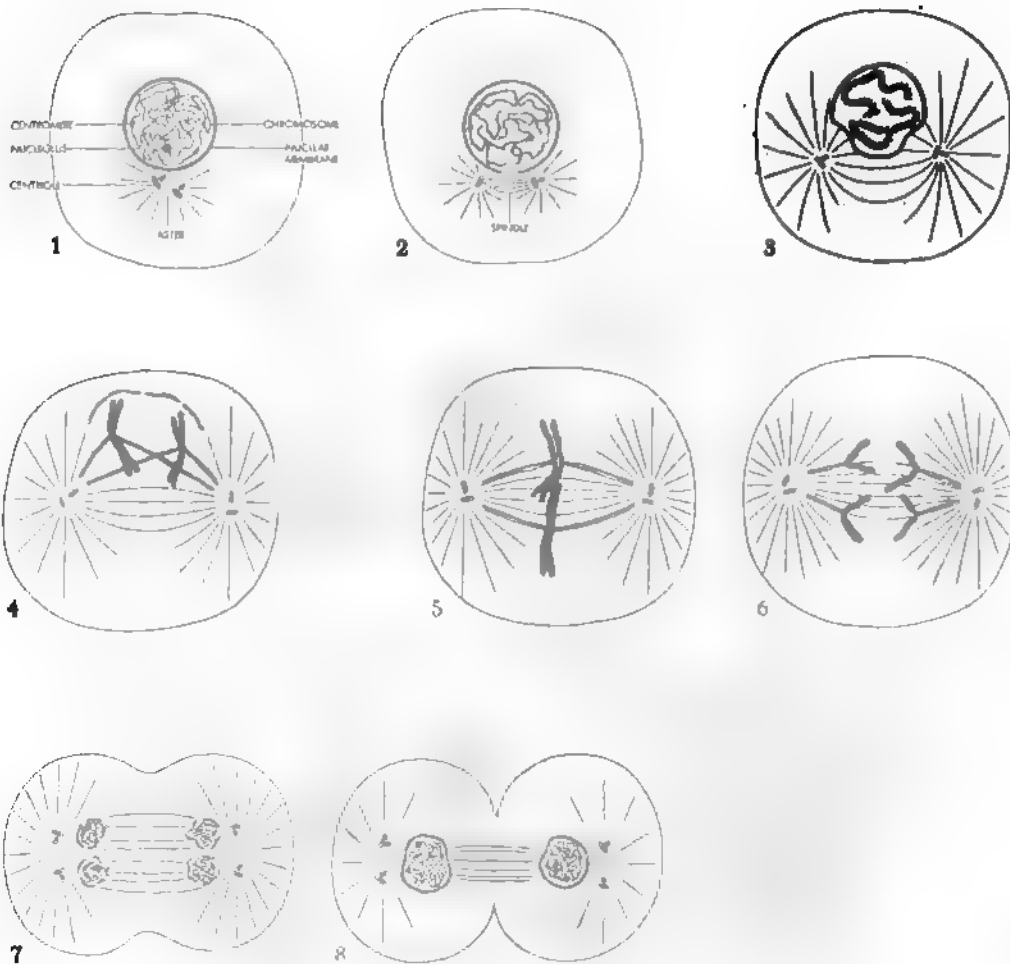 CENTROMERE
CHROMOSOME
NUCLEOLUS
NUCLEAR
MEMBRANE
CENTRIOLE
ASTER
1
SPINDLE
2
3
4
5
6
7
8